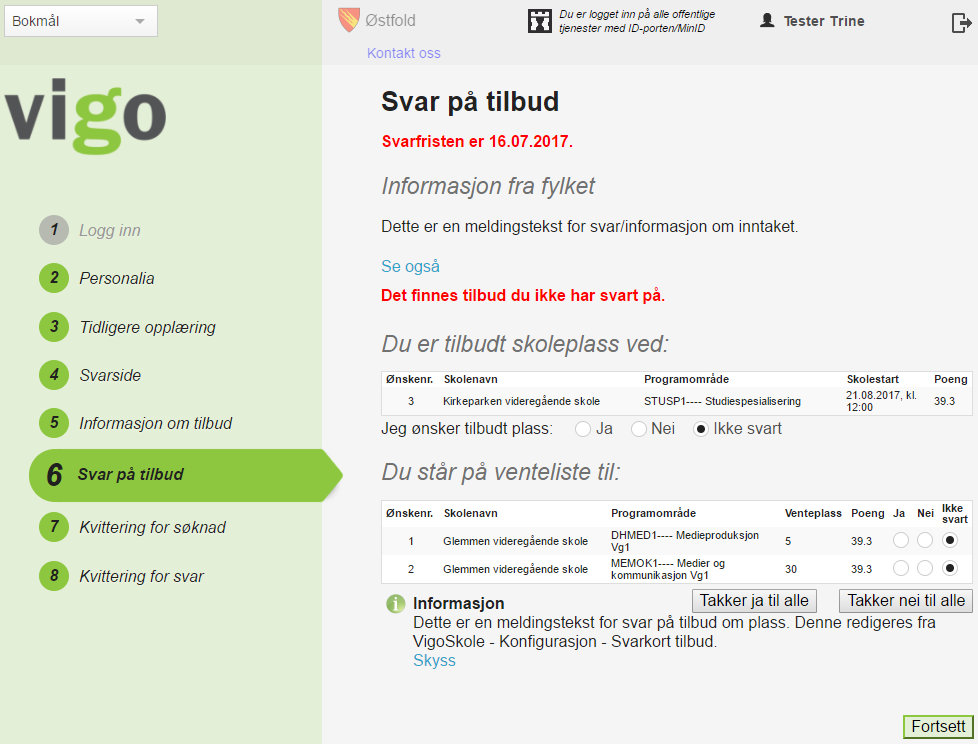 Bokmål
Østfold
Du er logget inn på alle offentlige
tjenester med ID-porten/MinID
Tester Trine
Kontakt oss
vigo
1 Logg inn
2 Personalia
3 Tidligere opplæring
4 Svarside
5 Informasjon om tilbud
6 Svar på tilbud
7 Kvittering for søknad
8 Kvittering for svar
Svar på tilbud
Svarfristen er 16.07.2017.
Informasjon fra fylket
Dette er en meldingstekst for svar/informasjon om inntaket.
Se også
Det finnes tilbud du ikke har svart på.
Du er tilbudt skoleplass ved:
Ønskenr. Skolenavn Programområde Skolestart Poeng
3 Kirkeparken videregående skole STUSP1---- Studiespesialisering 21.08.2017, kl. 39.3
12:00
Jeg ønsker tilbudt plass: Ja Nei Ikke svart
Du står på venteliste til:
Ønskenr. Skolenavn Programområde Venteplass Poeng Ja Nei Ikke
svart
1 Glemmen videregående skole DHMED1---- Medieproduksjon 5 39.3
Vg1
2 Glemmen videregående skole MEMOK1---- Medier og 30 39.3
kommunikasjon Vg1
Informasjon Takker ja til alle Takker nei til alle
Dette er en meldingstekst for svar på tilbud om plass. Denne redigeres fra
VigoSkole - Konfigurasjon - Svarkort tilbud.
Skyss
Fortsett